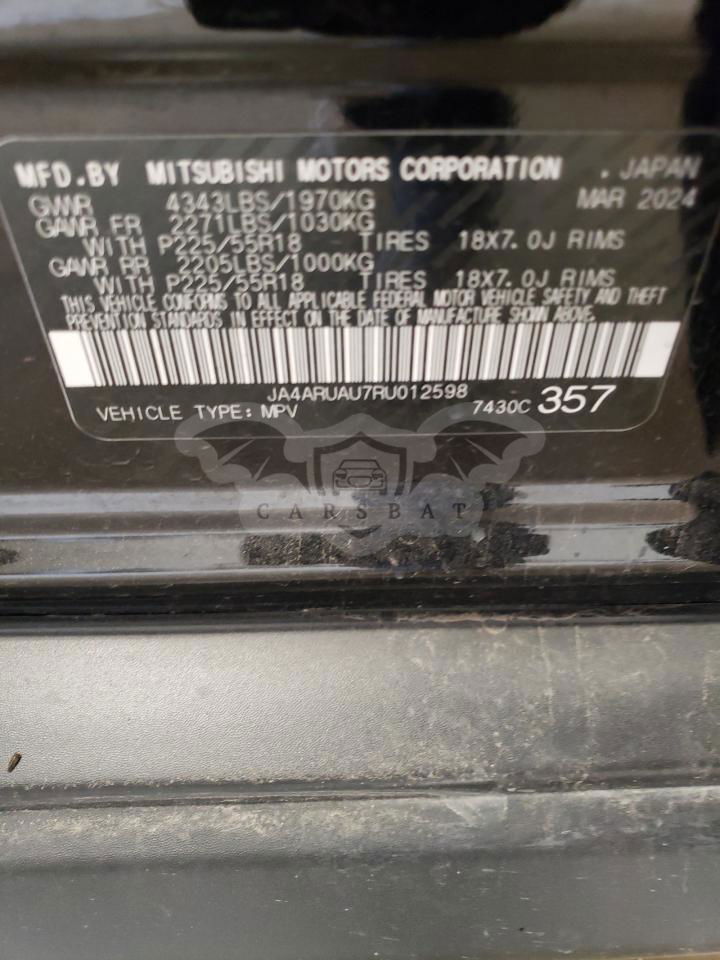 MFD.BY MITSUBISHI MOTORS CORPORATION . JAPAN
GVWR 4343LBS/1970KG MAR 2024
GAWR FR 2271LBS/1030KG
WITH P225/55R18 TIRES 18X7.0J RIMS
GAWR RR 2205LBS/1000KG
WITH P225/55R18 TIRES 18X7.0J RIMS
THIS VEHICLE CONFORMS TO ALL APPLICABLE FEDERAL MOTOR VEHICLE SAFETY AND THEFT
PREVENTION STANDARDS IN EFFECT ON THE DATE OF MANUFACTURE SHOWN ABOVE.
JA4ARUAU7RU012598
VEHICLE TYPE: MPV 7430C 357
CARSBAT